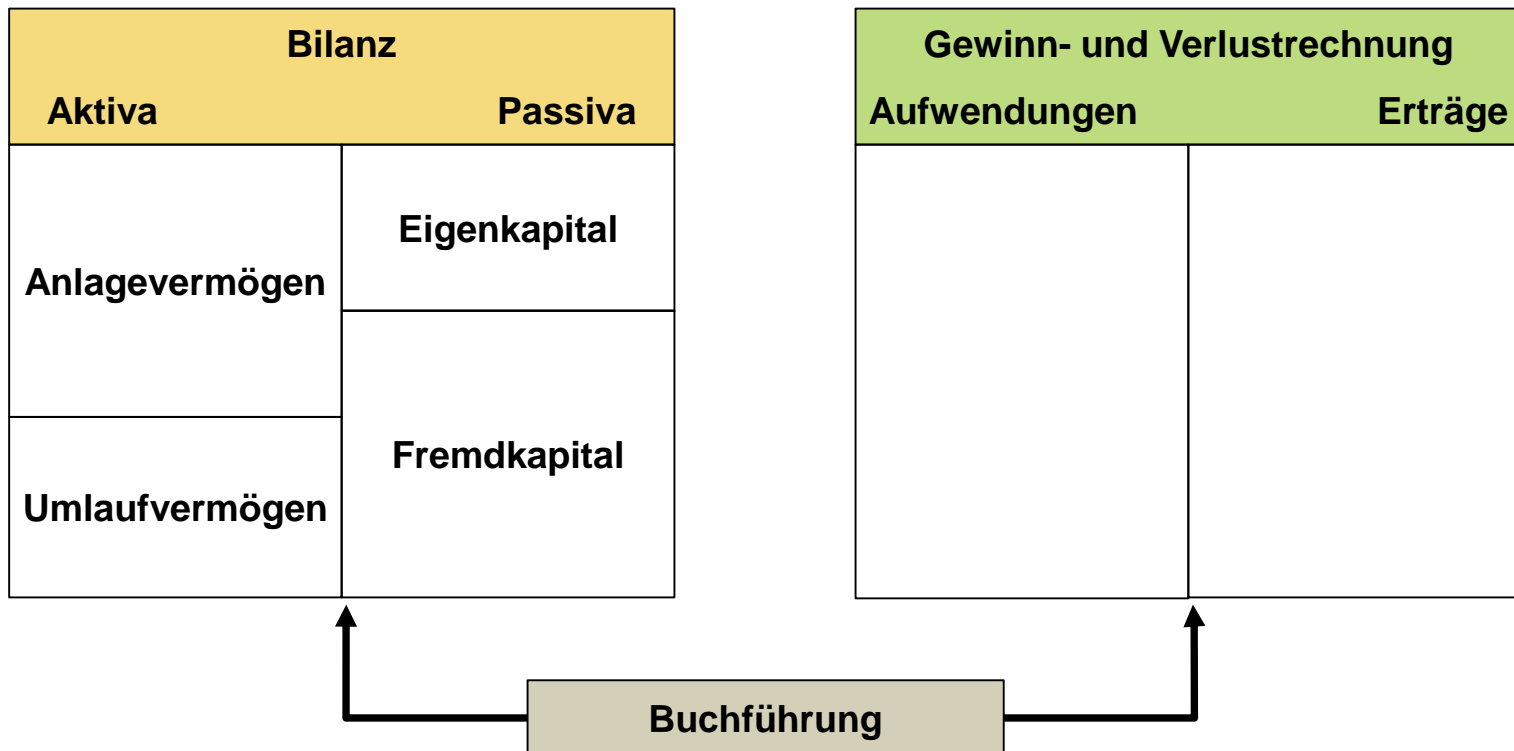 Bilanz
Aktiva Passiva
Anlagevermögen
Umlaufvermögen
Eigenkapital
Fremdkapital
Gewinn- und Verlustrechnung
Aufwendungen Erträge
Buchführung